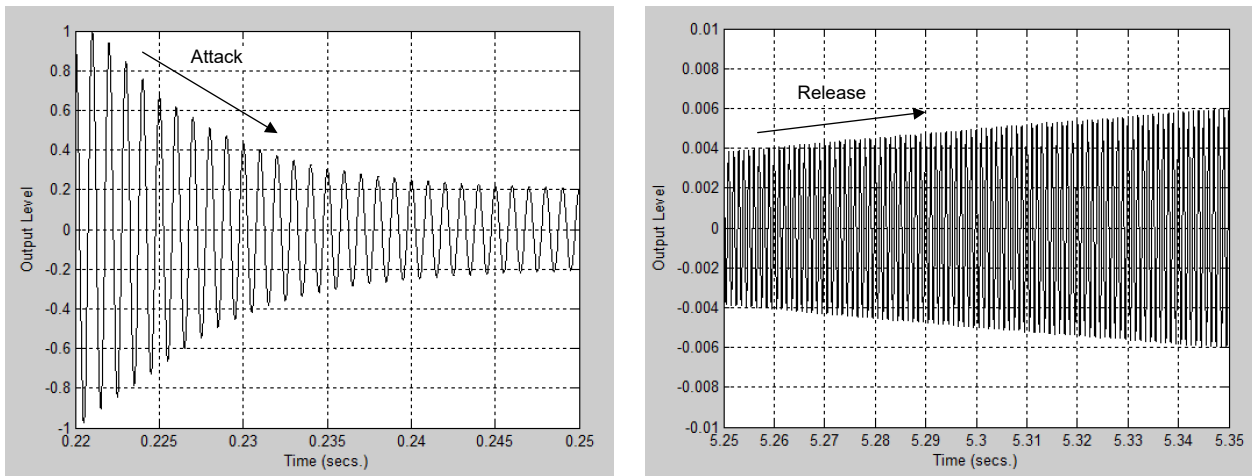 Attack
1
0.8
0.6
0.4
0.2
0
-0.2
-0.4
-0.6
-0.8
-1
Output Level
0.22 0.225 0.23 0.235 0.24 0.245 0.25
Time (secs.)
Release
0.01
0.008
0.006
0.004
0.002
0
-0.002
-0.004
-0.006
-0.008
-0.01
Output Level
5.25 5.26 5.27 5.28 5.29 5.3 5.31 5.32 5.33 5.34 5.35
Time (secs.)